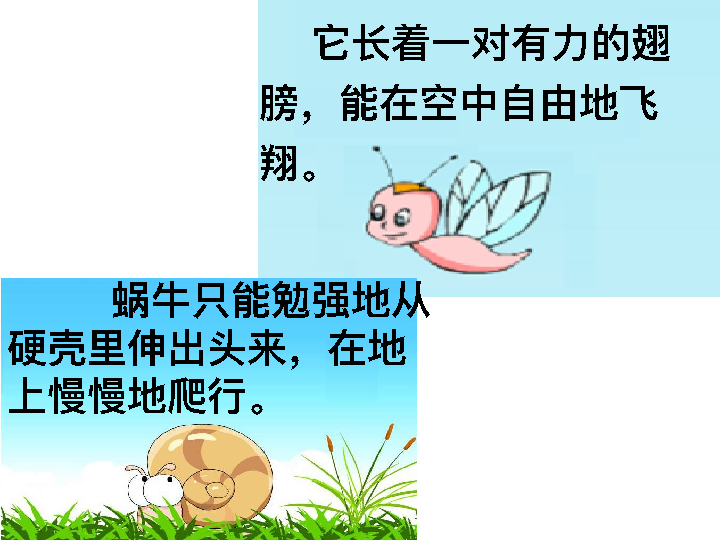 它长着一对有力的翅
膀，能在空中自由地飞
翔。
蜗牛只能勉强地从
硬壳里伸出头来，在地
上慢慢地爬行。